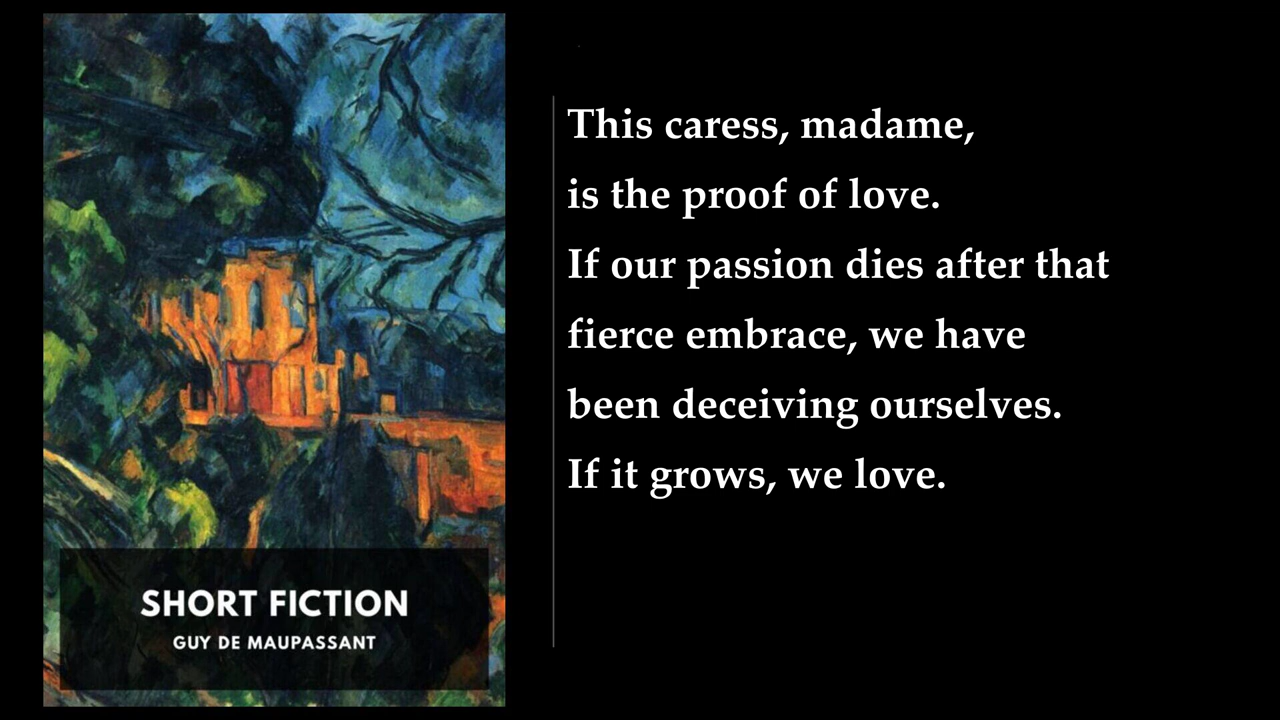 This caress, madame,
is the proof of love.
If our passion dies after that
fierce embrace, we have
been deceiving ourselves.
If it grows, we love.
SHORT FICTION
GUY DE MAUPASSANT